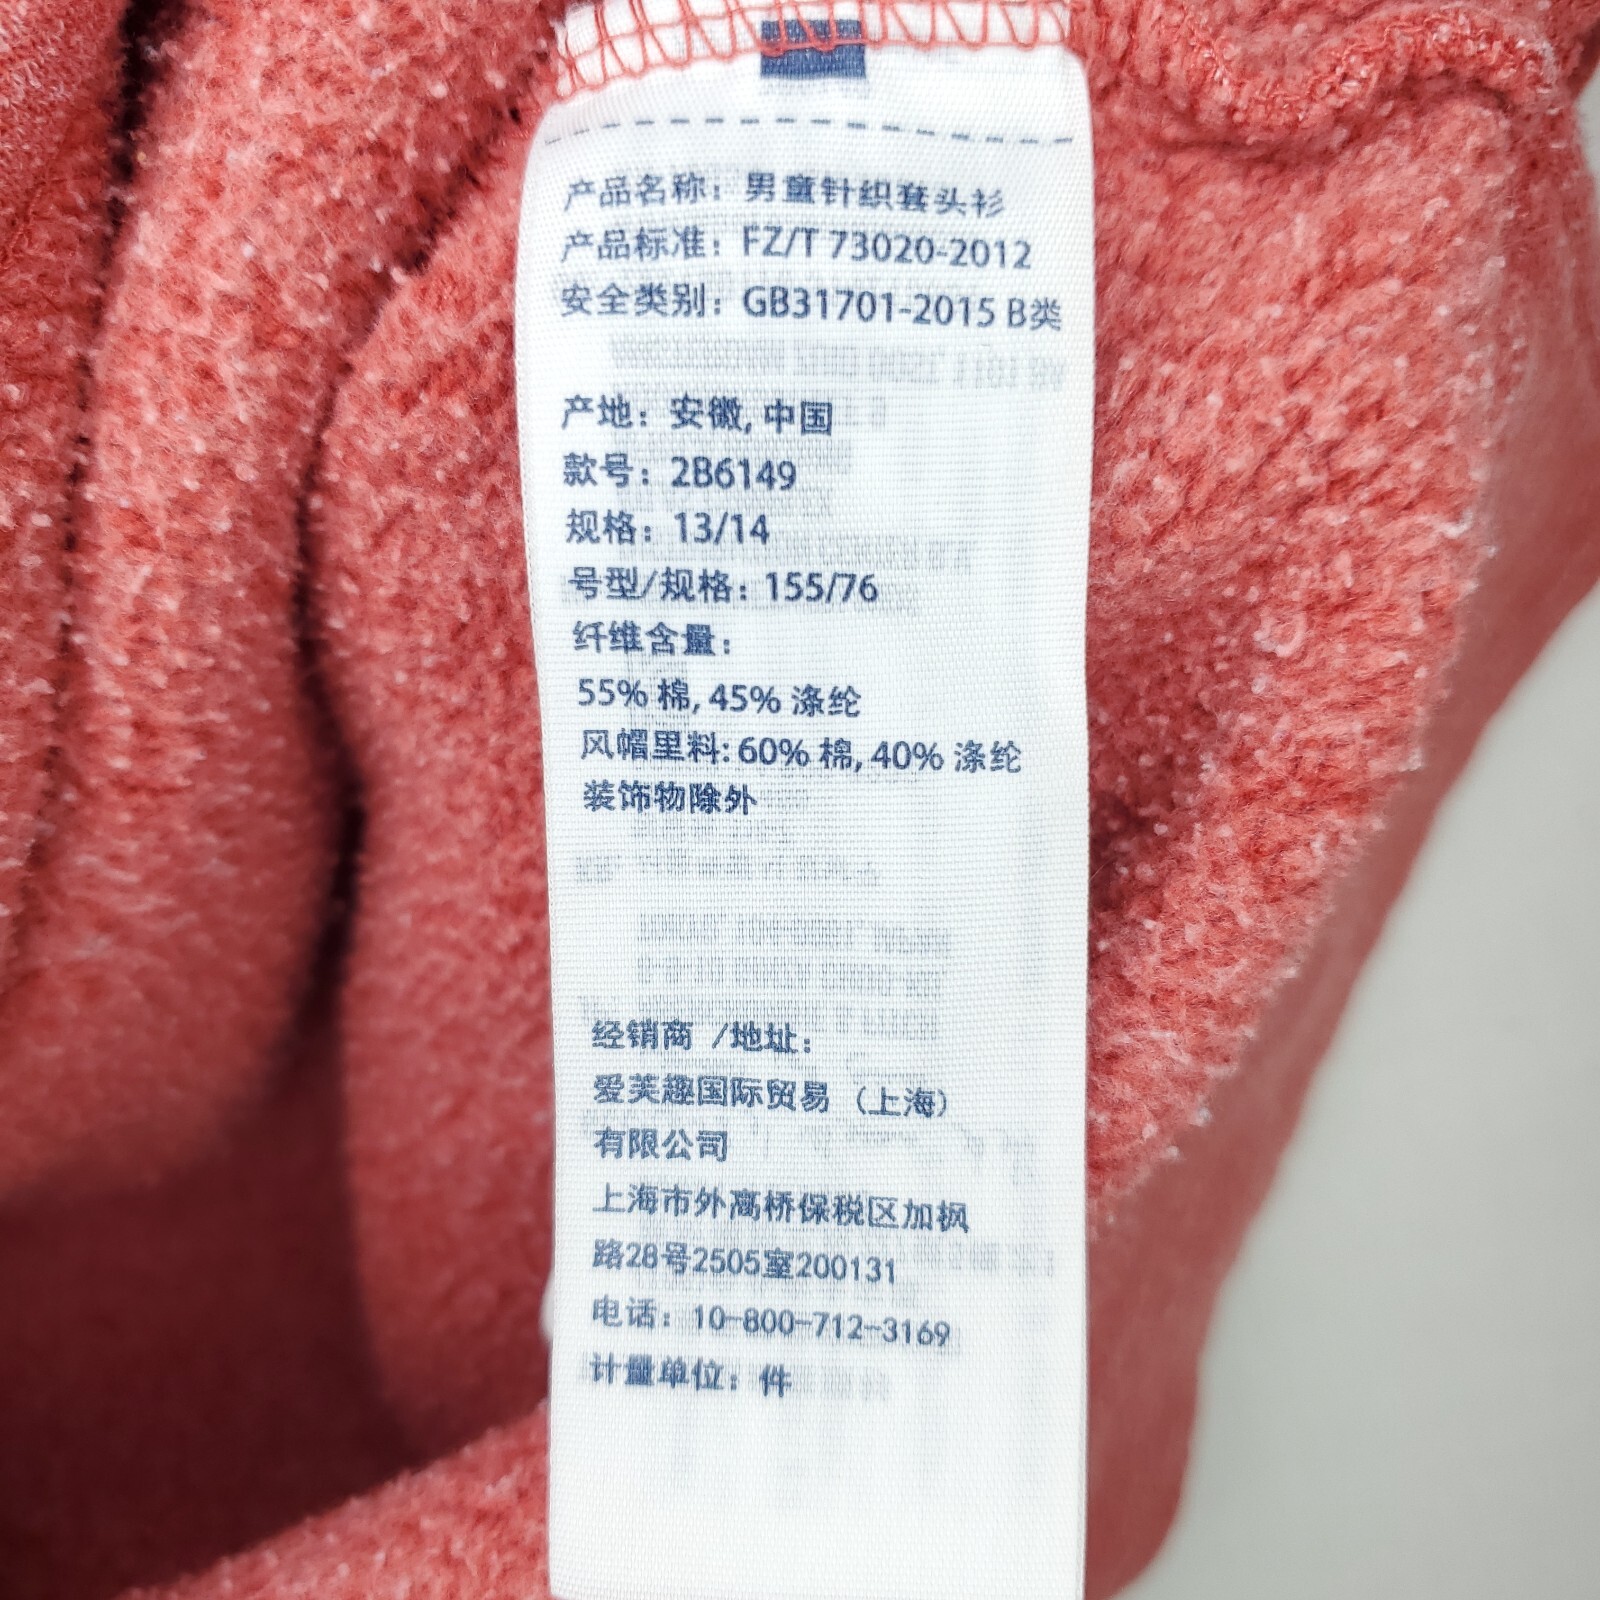 产品名称：男童针织套头衫
产品标准：FZ/T 73020-2012
安全类别：GB31701-2015 B类
产地：安徽, 中国
款号：2B6149
规格：13/14
号型/规格：155/76
纤维含量：
55% 棉, 45% 涤纶
风帽里料: 60% 棉, 40% 涤纶
装饰物除外
经销商 /地址：
爱芙趣国际贸易（上海）
有限公司
上海市外高桥保税区加枫
路28号2505室200131
电话：10-800-712-3169
计量单位：件